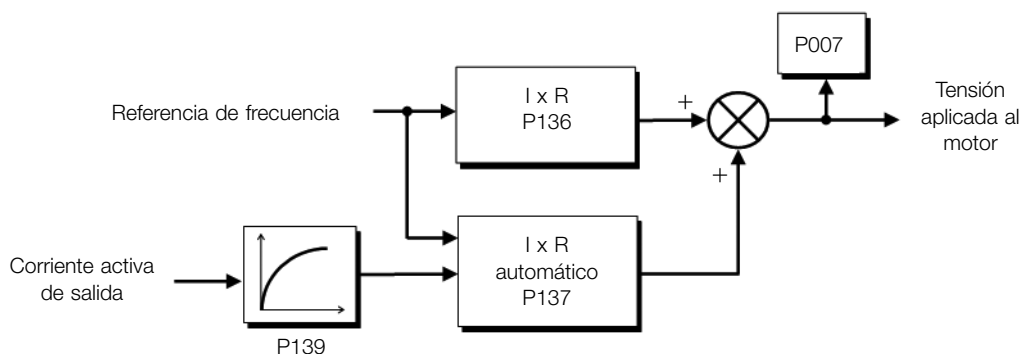 P007
Referencia de frecuencia
I x R
P136
+
Tensión
aplicada al
motor
+
Corriente activa
de salida
P139
I x R
automático
P137